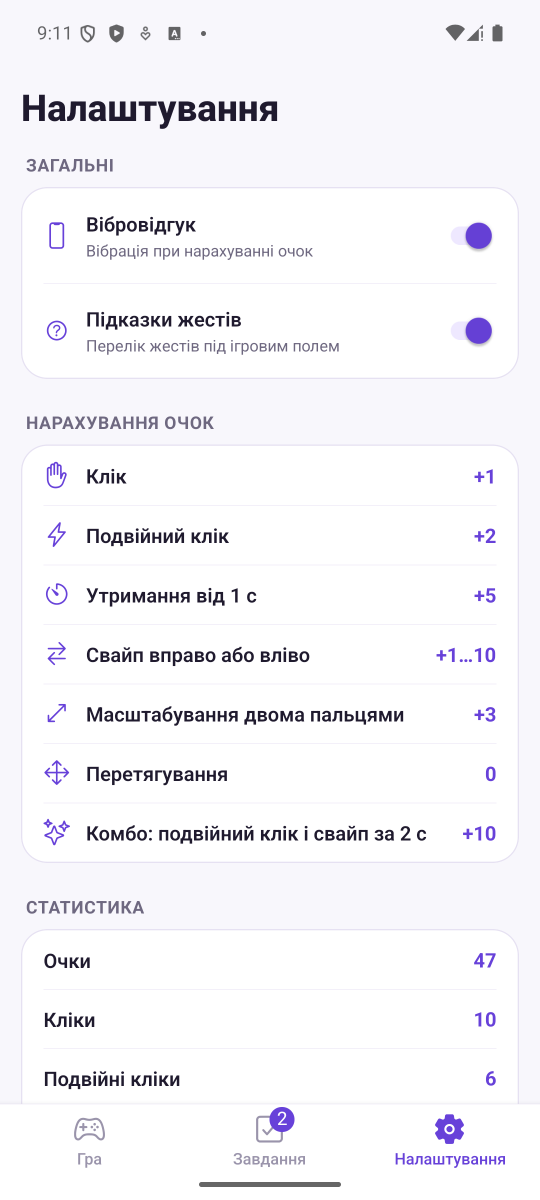 9:11
Налаштування
ЗАГАЛЬНІ
Вібровідгук
Вібрація при нарахуванні очок
Підказки жестів
Перелік жестів під ігровим полем
НАРАХУВАННЯ ОЧОК
Клік +1
Подвійний клік +2
Утримання від 1 с +5
Свайп вправо або вліво +1...10
Масштабування двома пальцями +3
Перетягування 0
Комбо: подвійний клік і свайп за 2 с +10
СТАТИСТИКА
Очки 47
Кліки 10
Подвійні кліки 6
2
Гра Завдання Налаштування